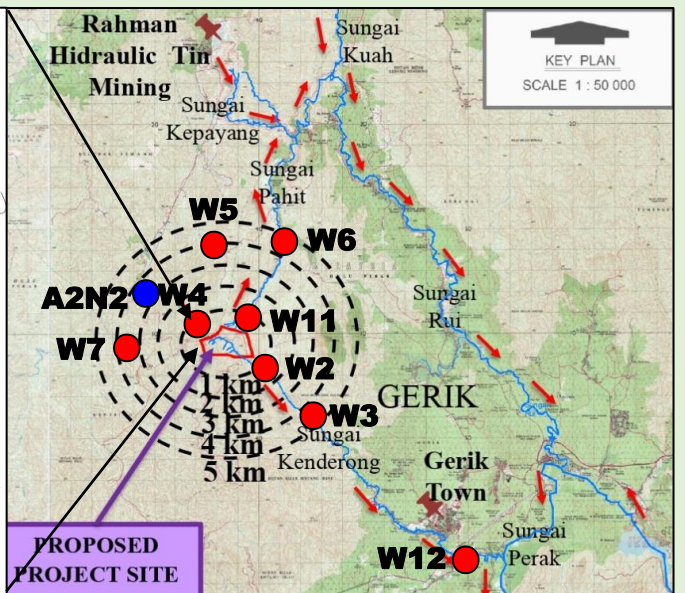 Rahman
Hidraulic Tin
Mining
Sungai
Kuah
KEY PLAN
SCALE 1 : 50 000
Sungai
Kepayang
Sungai
Pahit
W5
W6
A2N2
W4
W11
W7
W2
Sungai
Rui
1 km
2 km
3 km
4 km
5 km
GERIK
W3
Sungai
Kenderong
Gerik
Town
W12
Sungai
Perak
PROPOSED
PROJECT SITE